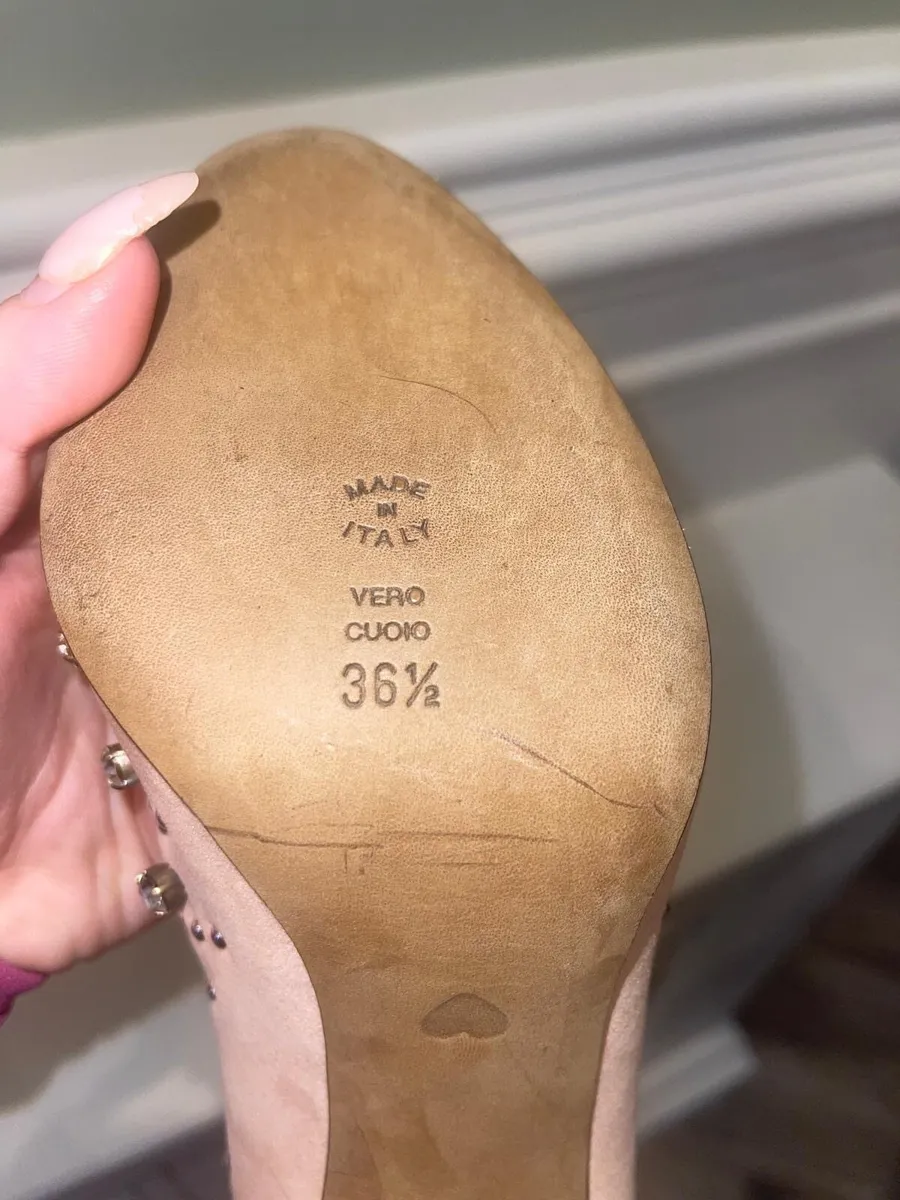 MADE
IN
ITALY
VERO
CUOIO
36½